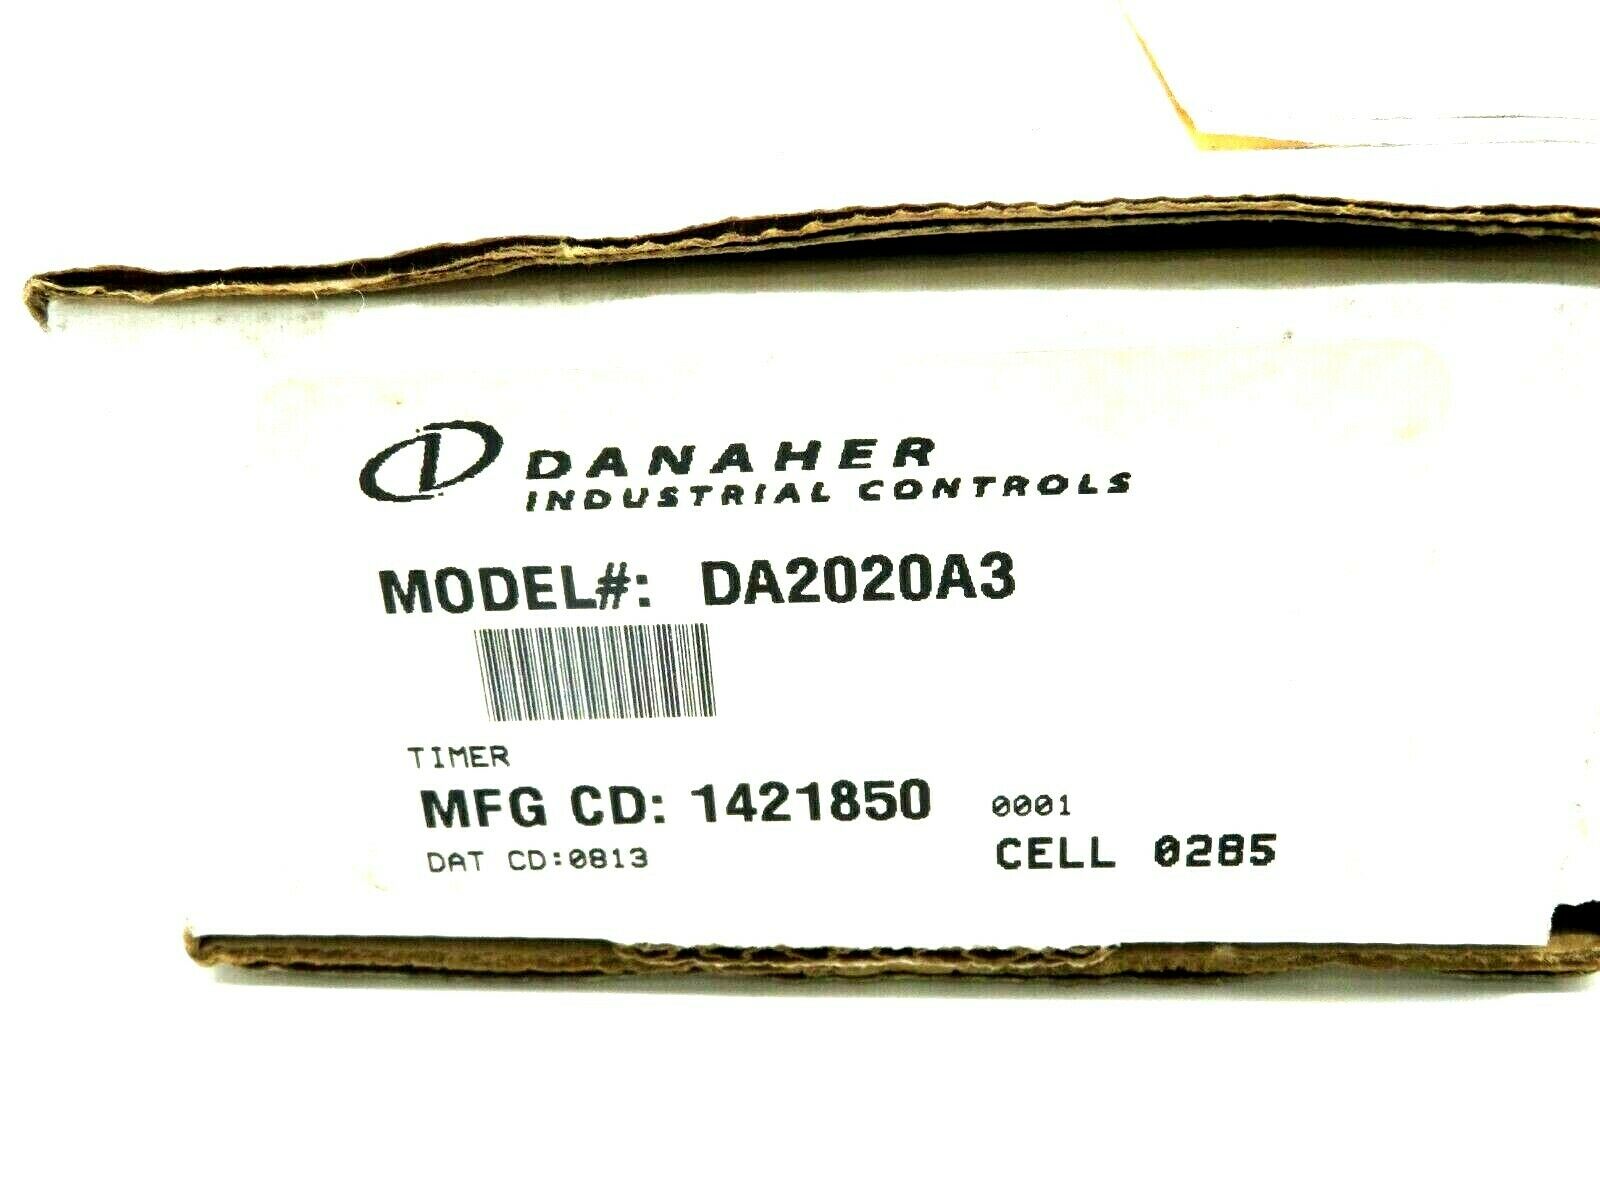 DANAHER
INDUSTRIAL CONTROLS
MODEL#: DA2020A3
TIMER
MFG CD: 1421850 0001
DAT CD:0813 CELL 0285